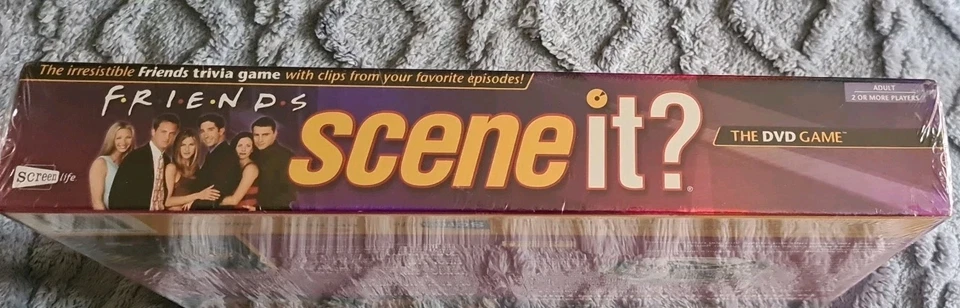 The irresistible Friends trivia game with clips from your favorite episodes!
F·R·I·E·N·D·S
scene it?
®
THE DVD GAME™
ADULT
2 OR MORE PLAYERS
screenlife